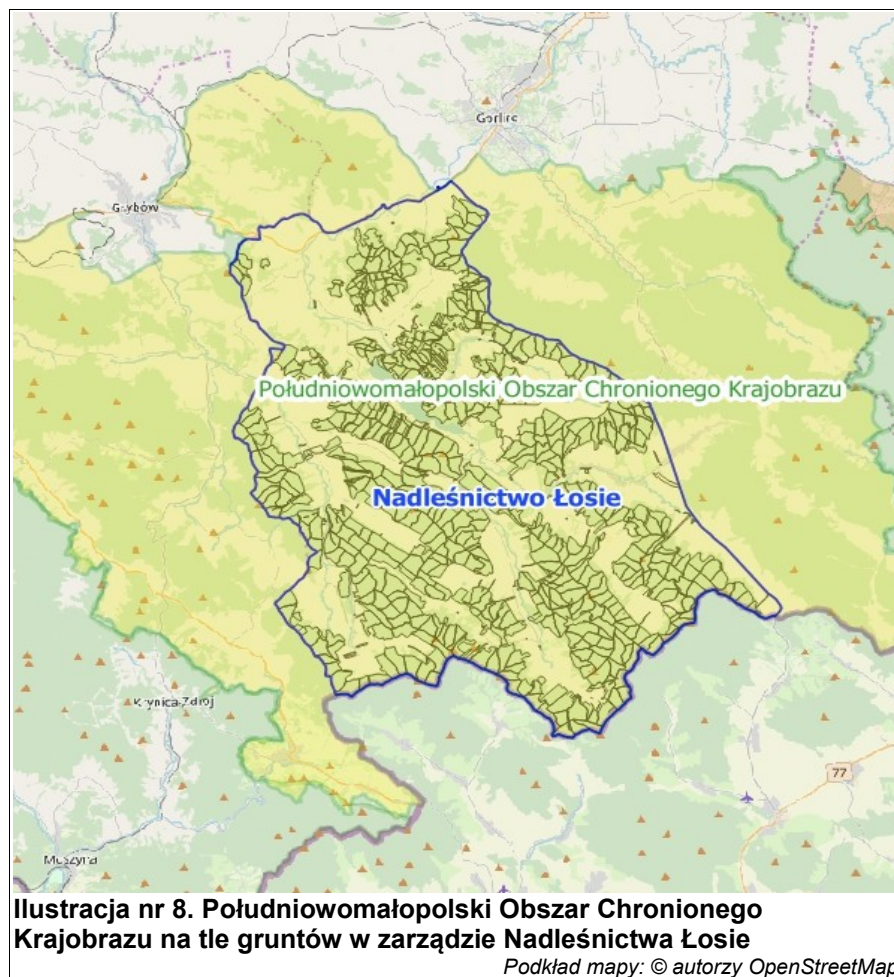 Gorlice
Grybów
Południowomałopolski Obszar Chronionego Krajobrazu
Nadleśnictwo Łosie
Krynica-Zdrój
77
Muszyna
Ilustracja nr 8. Południowomałopolski Obszar Chronionego
Krajobrazu na tle gruntów w zarządzie Nadleśnictwa Łosie
Podkład mapy: © autorzy OpenStreetMap